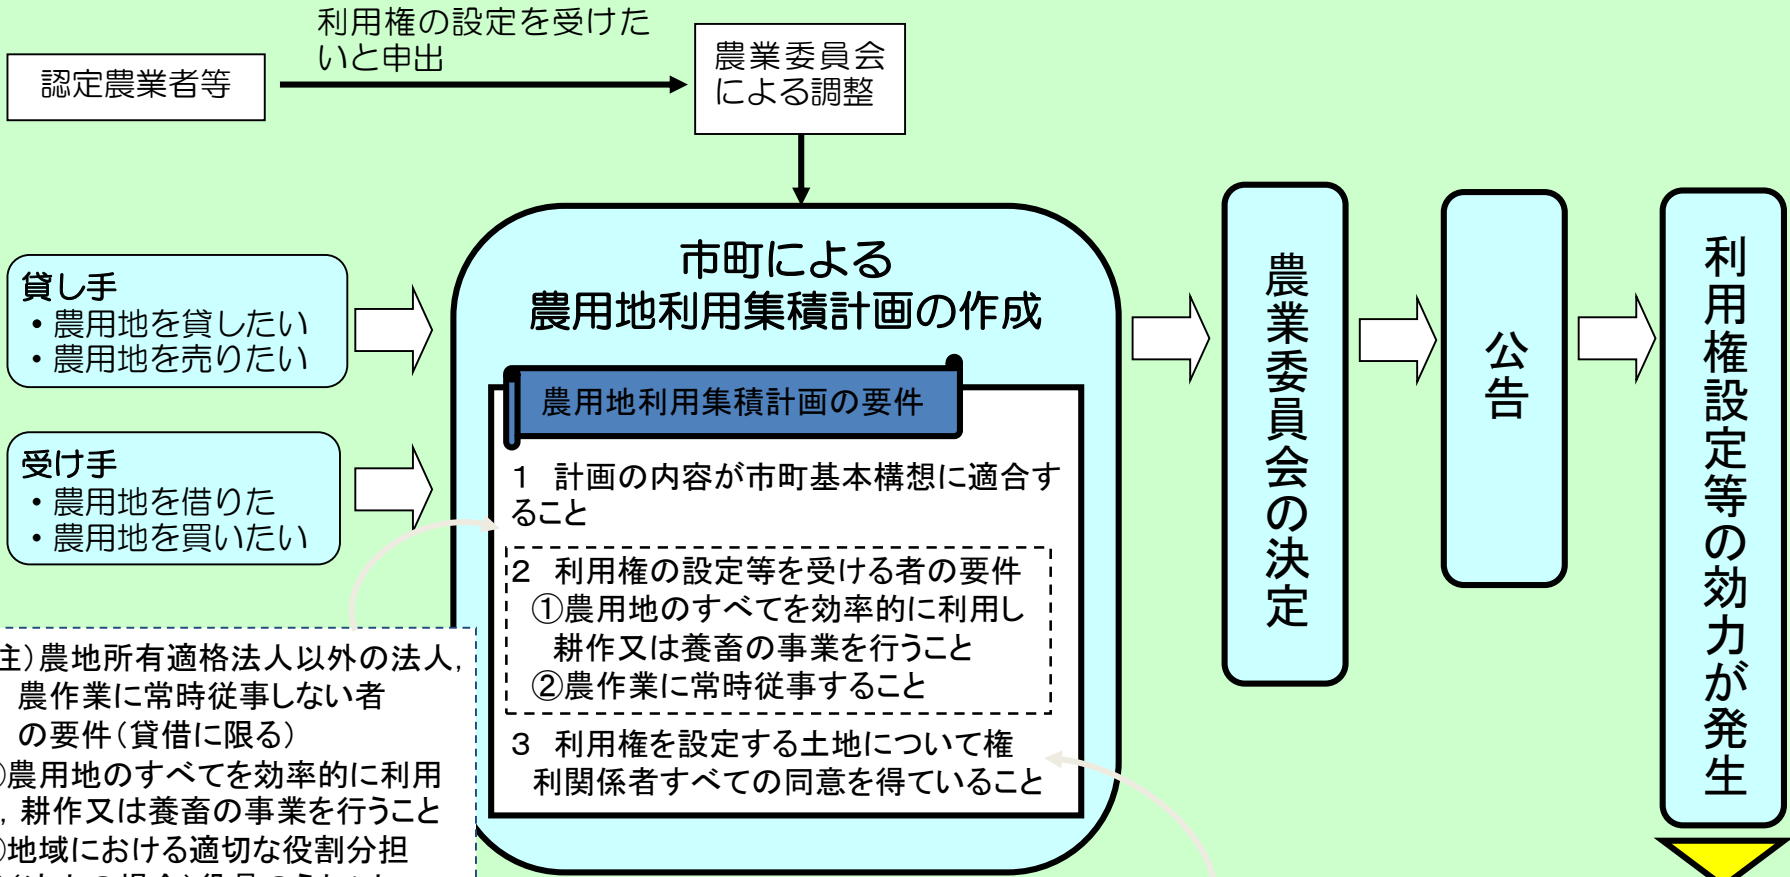 利用権の設定を受けた
いと申出
認定農業者等
農業委員会
による調整
貸し手
・農用地を貸したい
・農用地を売りたい
受け手
・農用地を借りた
・農用地を買いたい
市町による
農用地利用集積計画の作成
農用地利用集積計画の要件
1 計画の内容が市町基本構想に適合す
ること
2 利用権の設定等を受ける者の要件
①農用地のすべてを効率的に利用し
耕作又は養畜の事業を行うこと
②農作業に常時従事すること
3 利用権を設定する土地について権
利関係者すべての同意を得ていること
注)農地所有適格法人以外の法人,
農作業に常時従事しない者
の要件(貸借に限る)
農用地のすべてを効率的に利用
,耕作又は養畜の事業を行うこと
地域における適切な役割分担
農業委員会の決定
公告
利用権設定等の効力が発生